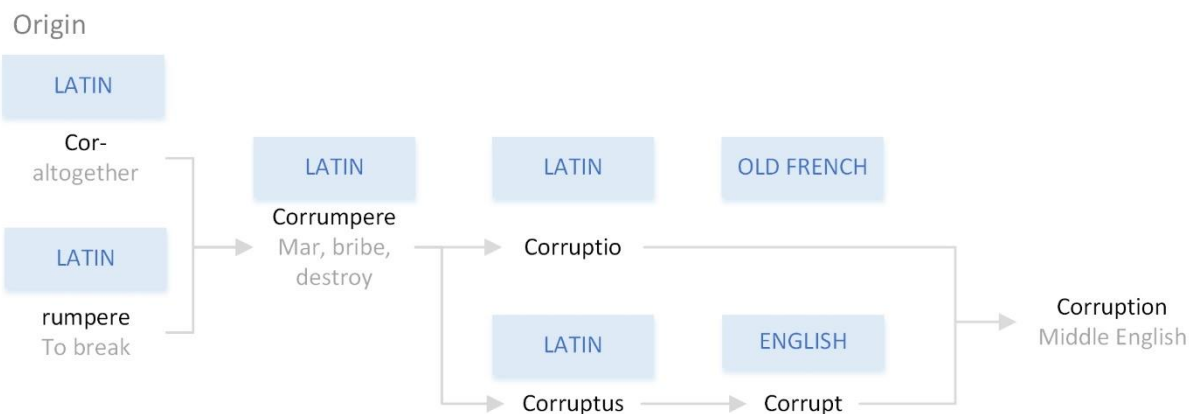 Origin
LATIN
Cor-
altogether
LATIN
rumpere
To break
LATIN
Corrumpere
Mar, bribe,
destroy
LATIN
Corruptio
OLD FRENCH
LATIN
Corruptus
ENGLISH
Corrupt
Corruption
Middle English